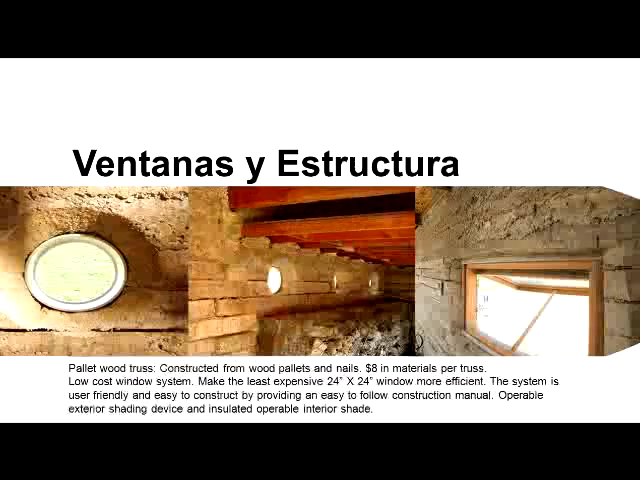 Ventanas y Estructura
Pallet wood truss: Constructed from wood pallets and nails. $8 in materials per truss.
Low cost window system. Make the least expensive 24” X 24” window more efficient. The system is
user friendly and easy to construct by providing an easy to follow construction manual. Operable
exterior shading device and insulated operable interior shade.